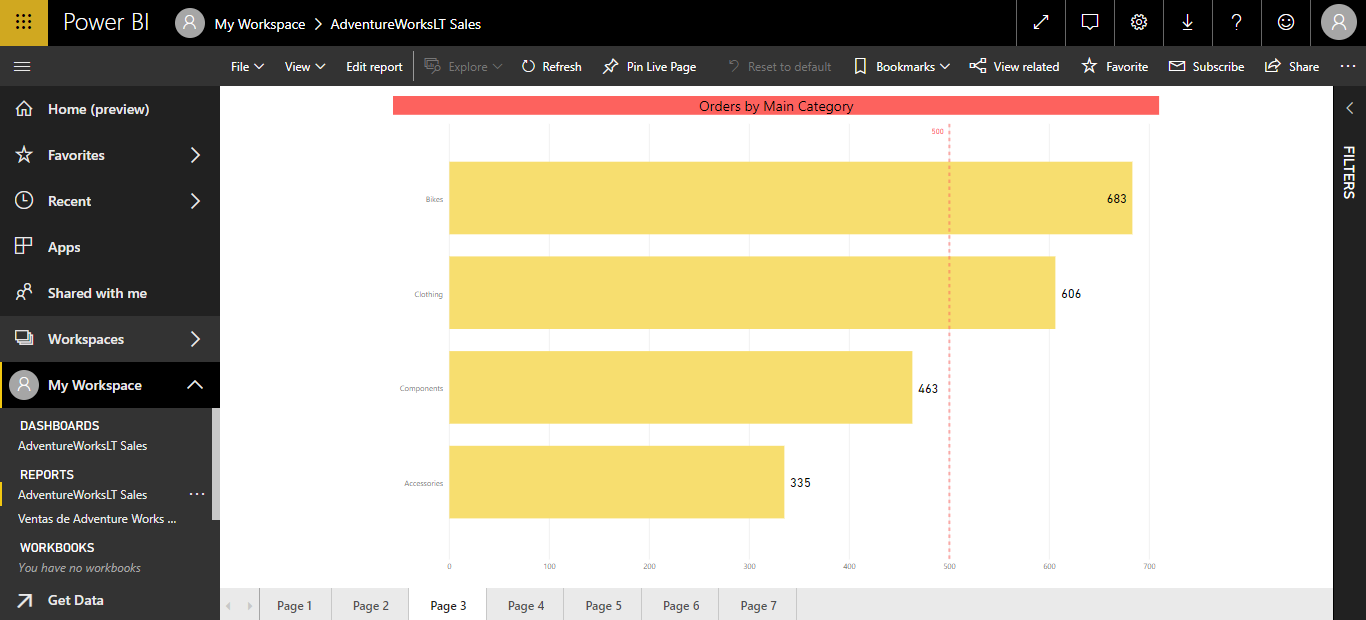 Power BI
My Workspace > AdventureWorksLT Sales
?
File View Edit report Explore Refresh Pin Live Page Reset to default Bookmarks View related Favorite Subscribe Share ...
Home (preview)
Favorites
Recent
Apps
Shared with me
Workspaces
My Workspace
DASHBOARDS
AdventureWorksLT Sales
REPORTS
AdventureWorksLT Sales ...
Ventas de Adventure Works ...
WORKBOOKS
You have no workbooks
Get Data
Orders by Main Category
500
Bikes 683
Clothing 606
Components 463
Accessories 335
0 100 200 300 400 500 600 700
FILTERS
Page 1 Page 2 Page 3 Page 4 Page 5 Page 6 Page 7